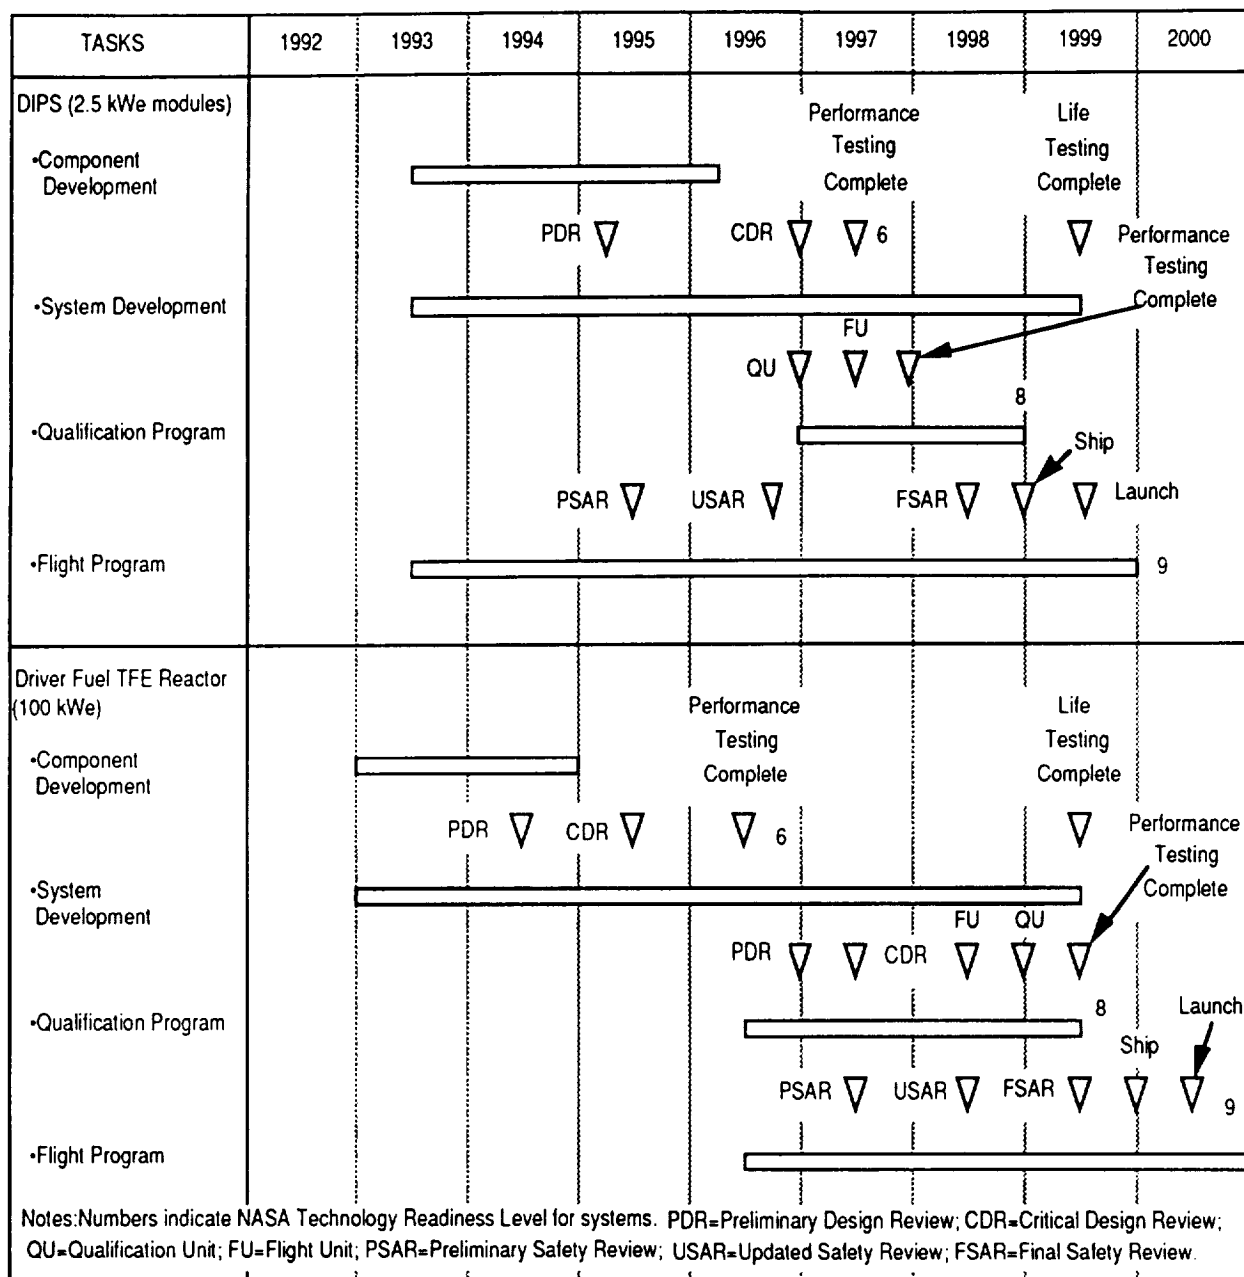 TASKS 1992 1993 1994 1995 1996 1997 1998 1999 2000
DIPS (2.5 kWe modules)
Performance
Testing
Complete
Life
Testing
Complete
•Component
Development
PDR CDR 6
Performance
Testing
Complete
•System Development
FU
QU
8
•Qualification Program
Ship
PSAR USAR FSAR Launch
•Flight Program 9
Driver Fuel TFE Reactor
(100 kWe)
Performance
Testing
Complete
Life
Testing
Complete
•Component
Development
PDR CDR 6
Performance
Testing
Complete
•System
Development
FU QU
PDR CDR
8
Launch
•Qualification Program
Ship
PSAR USAR FSAR 9
•Flight Program
Notes:Numbers indicate NASA Technology Readiness Level for systems. PDR=Preliminary Design Review; CDR=Critical Design Review;
QU=Qualification Unit; FU=Flight Unit; PSAR=Preliminary Safety Review; USAR=Updated Safety Review; FSAR=Final Safety Review.